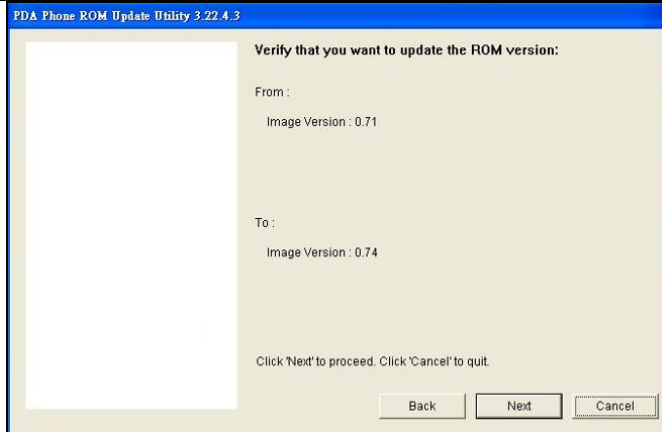 PDA Phone ROM Update Utility 3.22.4.3
Verify that you want to update the ROM version:
From :
Image Version : 0.71
To :
Image Version : 0.74
Click 'Next' to proceed. Click 'Cancel' to quit.
Back Next Cancel